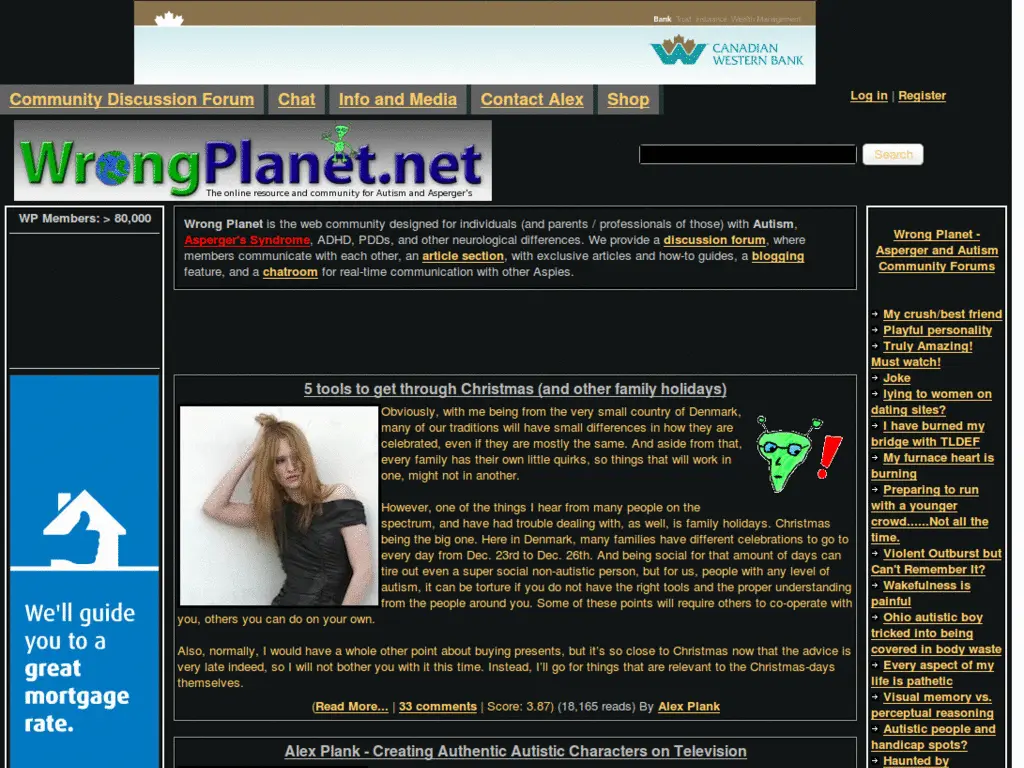 Bank Trust Insurance Wealth Management
CANADIAN
WESTERN BANK
Community Discussion Forum Chat Info and Media Contact Alex Shop
Log in | Register
WrongPlanet.net
The online resource and community for Autism and Asperger's
Search
WP Members: > 80,000
We'll guide
you to a
great
mortgage
rate.
Wrong Planet is the web community designed for individuals (and parents / professionals of those) with Autism,
Asperger's Syndrome, ADHD, PDDs, and other neurological differences. We provide a discussion forum, where
members communicate with each other, an article section, with exclusive articles and how-to guides, a blogging
feature, and a chatroom for real-time communication with other Aspies.
5 tools to get through Christmas (and other family holidays)
Obviously, with me being from the very small country of Denmark,
many of our traditions will have small differences in how they are
celebrated, even if they are mostly the same. And aside from that,
every family has their own little quirks, so things that will work in
one, might not in another.
However, one of the things I hear from many people on the
spectrum, and have had trouble dealing with, as well, is family holidays. Christmas
being the big one. Here in Denmark, many families have different celebrations to go to
every day from Dec. 23rd to Dec. 26th. And being social for that amount of days can
tire out even a super social non-autistic person, but for us, people with any level of
autism, it can be torture if you do not have the right tools and the proper understanding
from the people around you. Some of these points will require others to co-operate with
you, others you can do on your own.
Also, normally, I would have a whole other point about buying presents, but it's so close to Christmas now that the advice is
very late indeed, so I will not bother you with it this time. Instead, I'll go for things that are relevant to the Christmas-days
themselves.
(Read More... | 33 comments | Score: 3.87) (18,165 reads) By Alex Plank
Alex Plank - Creating Authentic Autistic Characters on Television
Wrong Planet -
Asperger and Autism
Community Forums
My crush/best friend
Playful personality
Truly Amazing!
Must watch!
Joke
lying to women on
dating sites?
I have burned my
bridge with TLDEF
My furnace heart is
burning
Preparing to run
with a younger
crowd......Not all the
time.
Violent Outburst but
Can't Remember It?
Wakefulness is
painful
Ohio autistic boy
tricked into being
covered in body waste
Every aspect of my
life is pathetic
Visual memory vs.
perceptual reasoning
Autistic people and
handicap spots?
Haunted by